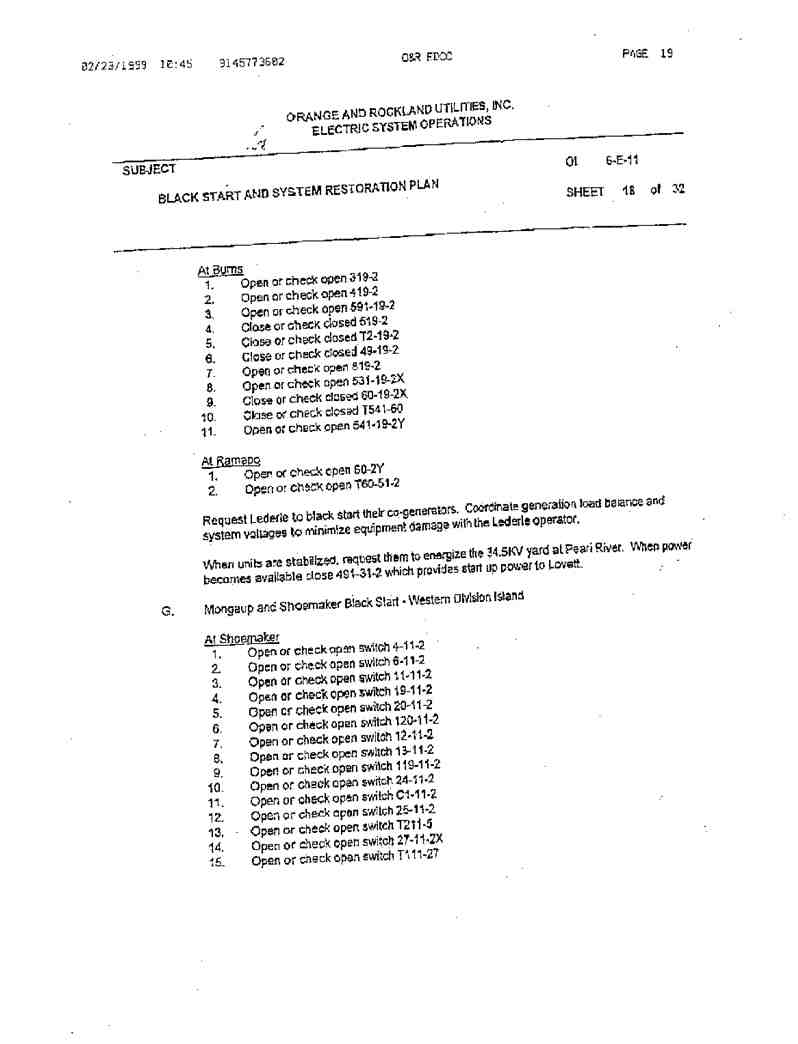 02/23/1999 10:45 9145773602 O&R EDOC PAGE 19
ORANGE AND ROCKLAND UTILITIES, INC.
ELECTRIC SYSTEM OPERATIONS
SUBJECT OI 6-E-11
BLACK START AND SYSTEM RESTORATION PLAN SHEET 18 of 32
At Burns
1. Open or check open 319-2
2. Open or check open 419-2
3. Open or check open 591-19-2
4. Close or check closed 519-2
5. Close or check closed T2-19-2
6. Close or check closed 49-19-2
7. Open or check open 819-2
8. Open or check open 531-19-2X
9. Close or check closed 60-19-2X
10. Close or check closed T541-60
11. Open or check open 541-19-2Y
At Ramapo
1. Open or check open 60-2Y
2. Open or check open T60-51-2
Request Lederle to black start their co-generators. Coordinate generation load balance and
system voltages to minimize equipment damage with the Lederle operator.
When units are stabilized, request them to energize the 34.5KV yard at Pearl River. When power
becomes available close 491-31-2 which provides start up power to Lovett.
G. Mongaup and Shoemaker Black Start - Western Division Island
At Shoemaker
1. Open or check open switch 4-11-2
2. Open or check open switch 6-11-2
3. Open or check open switch 11-11-2
4. Open or check open switch 19-11-2
5. Open or check open switch 20-11-2
6. Open or check open switch 120-11-2
7. Open or check open switch 12-11-2
8. Open or check open switch 13-11-2
9. Open or check open switch 119-11-2
10. Open or check open switch 24-11-2
11. Open or check open switch C1-11-2
12. Open or check open switch 25-11-2
13. Open or check open switch T211-5
14. Open or check open switch 27-11-2X
15. Open or check open switch T111-27